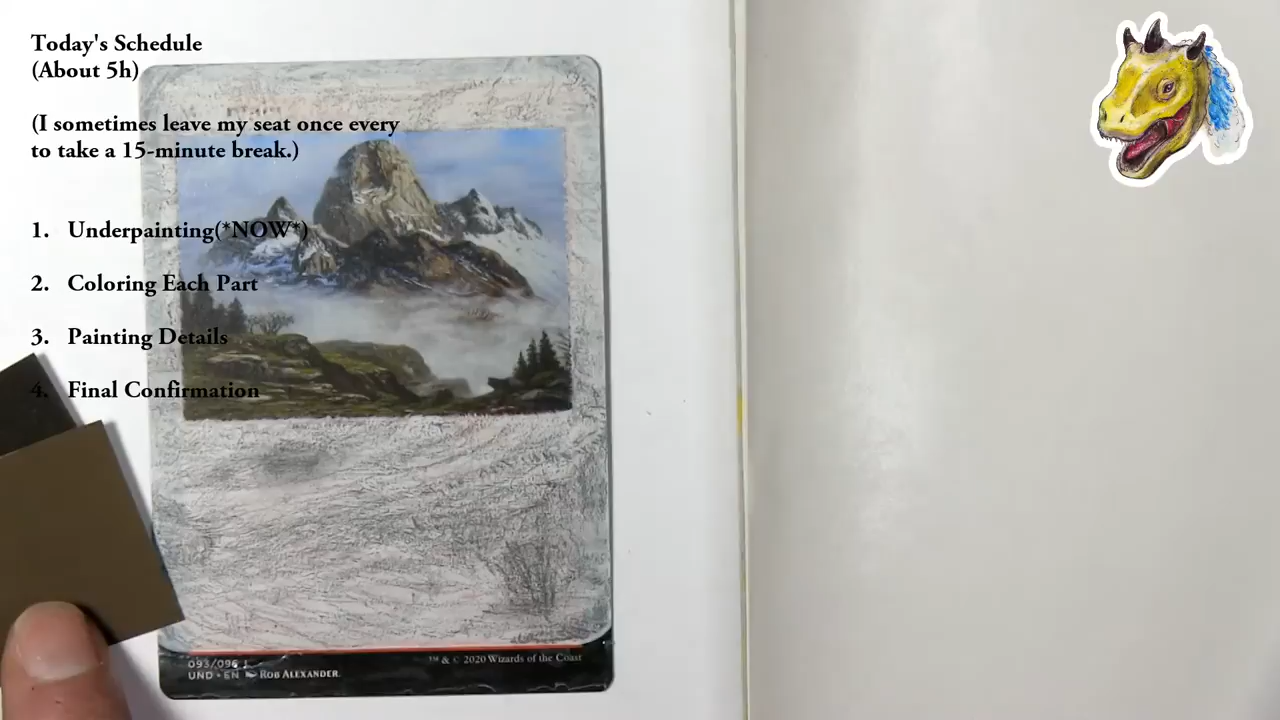 Today's Schedule
(About 5h)
(I sometimes leave my seat once every
to take a 15-minute break.)
1. Underpainting(*NOW*)
2. Coloring Each Part
3. Painting Details
4. Final Confirmation
093/096 L
™ & © 2020 Wizards of the Coast
UND • EN ROB ALEXANDER